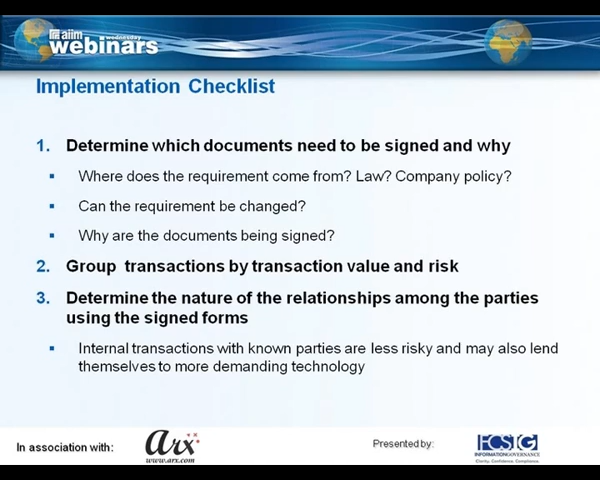 aiim wednesday
webinars
Implementation Checklist
1. Determine which documents need to be signed and why
▪ Where does the requirement come from? Law? Company policy?
▪ Can the requirement be changed?
▪ Why are the documents being signed?
2. Group transactions by transaction value and risk
3. Determine the nature of the relationships among the parties
using the signed forms
▪ Internal transactions with known parties are less risky and may also lend
themselves to more demanding technology
In association with:
arx
www.arx.com
Presented by:
INFORMATIONGOVERNANCE
Clarity. Confidence. Compliance.